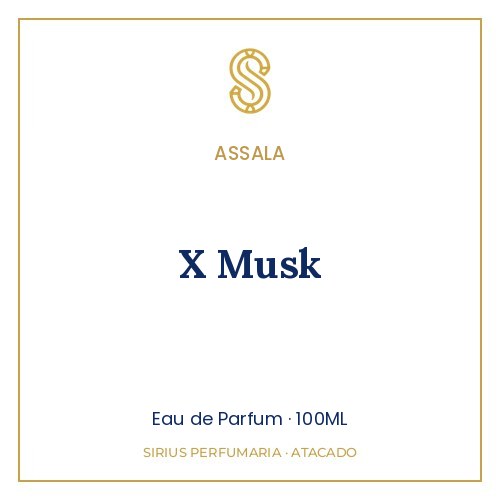 ASSALA
X Musk
Eau de Parfum · 100ML
SIRIUS PERFUMARIA · ATACADO